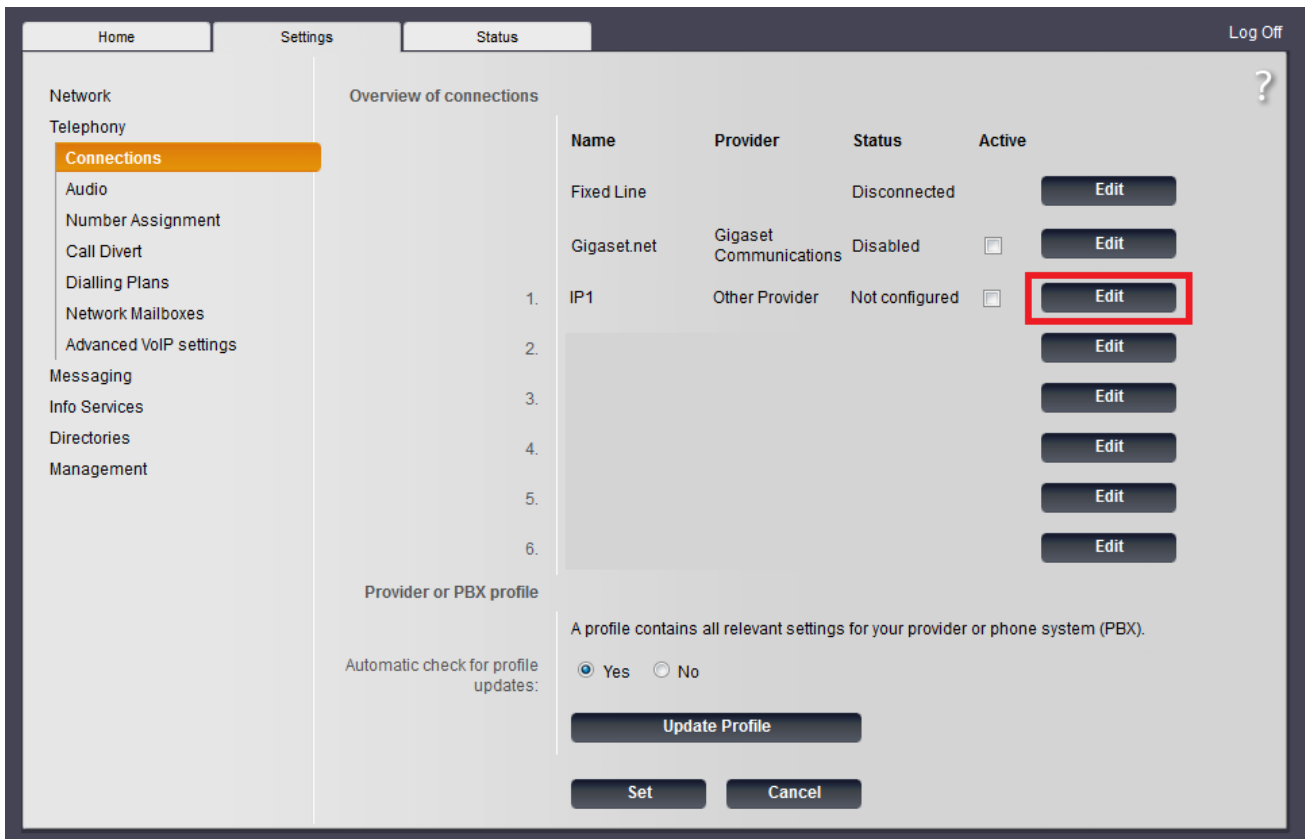 Home Settings Status Log Off
?
Network
Telephony
Connections
Audio
Number Assignment
Call Divert
Dialling Plans
Network Mailboxes
Advanced VoIP settings
Messaging
Info Services
Directories
Management
Overview of connections
Name Provider Status Active
Fixed Line Disconnected Edit
Gigaset.net Gigaset Communications Disabled Edit
1. IP1 Other Provider Not configured Edit
2. Edit
3. Edit
4. Edit
5. Edit
6. Edit
Provider or PBX profile
A profile contains all relevant settings for your provider or phone system (PBX).
Automatic check for profile
updates:
Yes No
Update Profile
Set Cancel